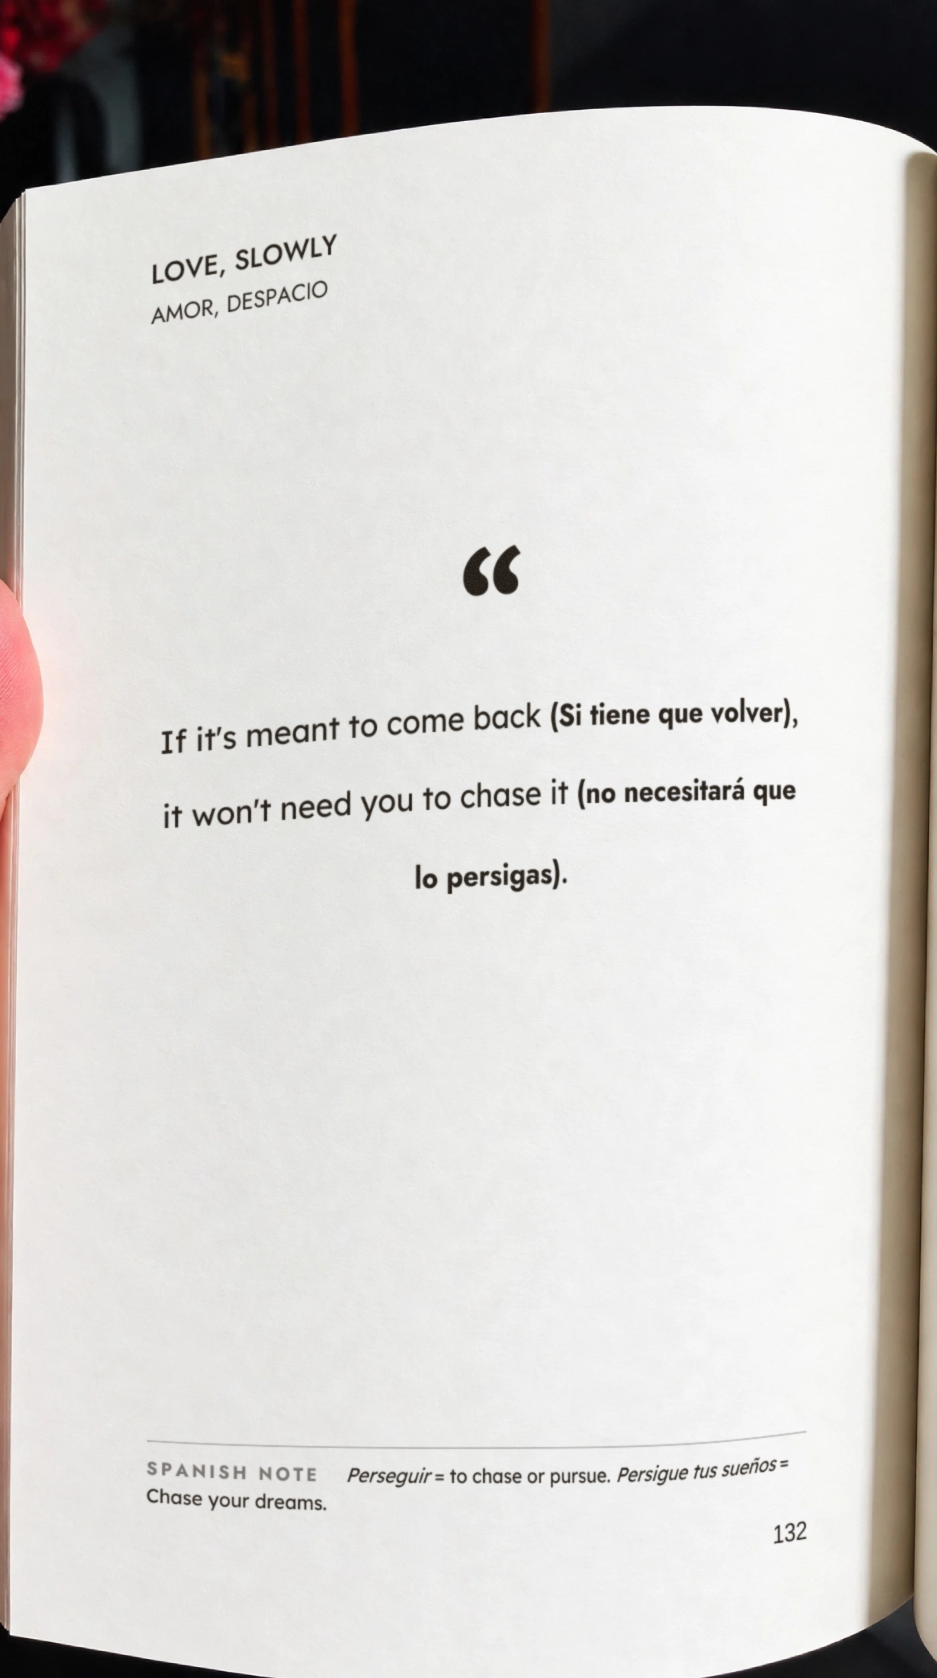 LOVE, SLOWLY
AMOR, DESPACIO
“
If it's meant to come back (Si tiene que volver),
it won't need you to chase it (no necesitará que
lo persigas).
SPANISH NOTE Perseguir = to chase or pursue. Persigue tus sueños =
Chase your dreams.
132